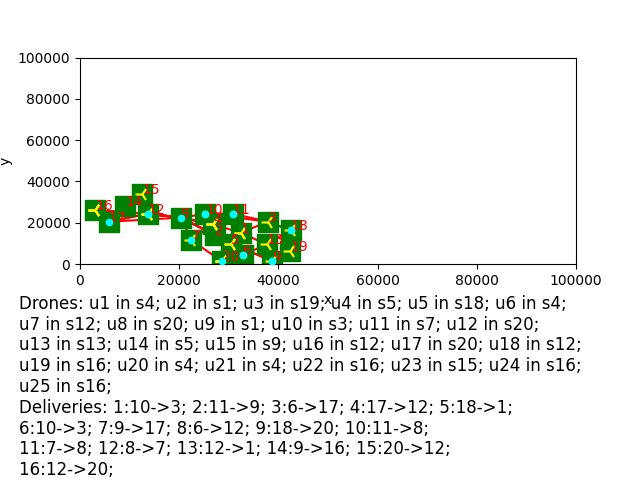 100000
80000
60000
y
40000
20000
0
0 20000 40000 60000 80000 100000
x
Drones: u1 in s4; u2 in s1; u3 in s19; u4 in s5; u5 in s18; u6 in s4;
u7 in s12; u8 in s20; u9 in s1; u10 in s3; u11 in s7; u12 in s20;
u13 in s13; u14 in s5; u15 in s9; u16 in s12; u17 in s20; u18 in s12;
u19 in s16; u20 in s4; u21 in s4; u22 in s16; u23 in s15; u24 in s16;
u25 in s16;
Deliveries: 1:10->3; 2:11->9; 3:6->17; 4:17->12; 5:18->1;
6:10->3; 7:9->17; 8:6->12; 9:18->20; 10:11->8;
11:7->8; 12:8->7; 13:12->1; 14:9->16; 15:20->12;
16:12->20;